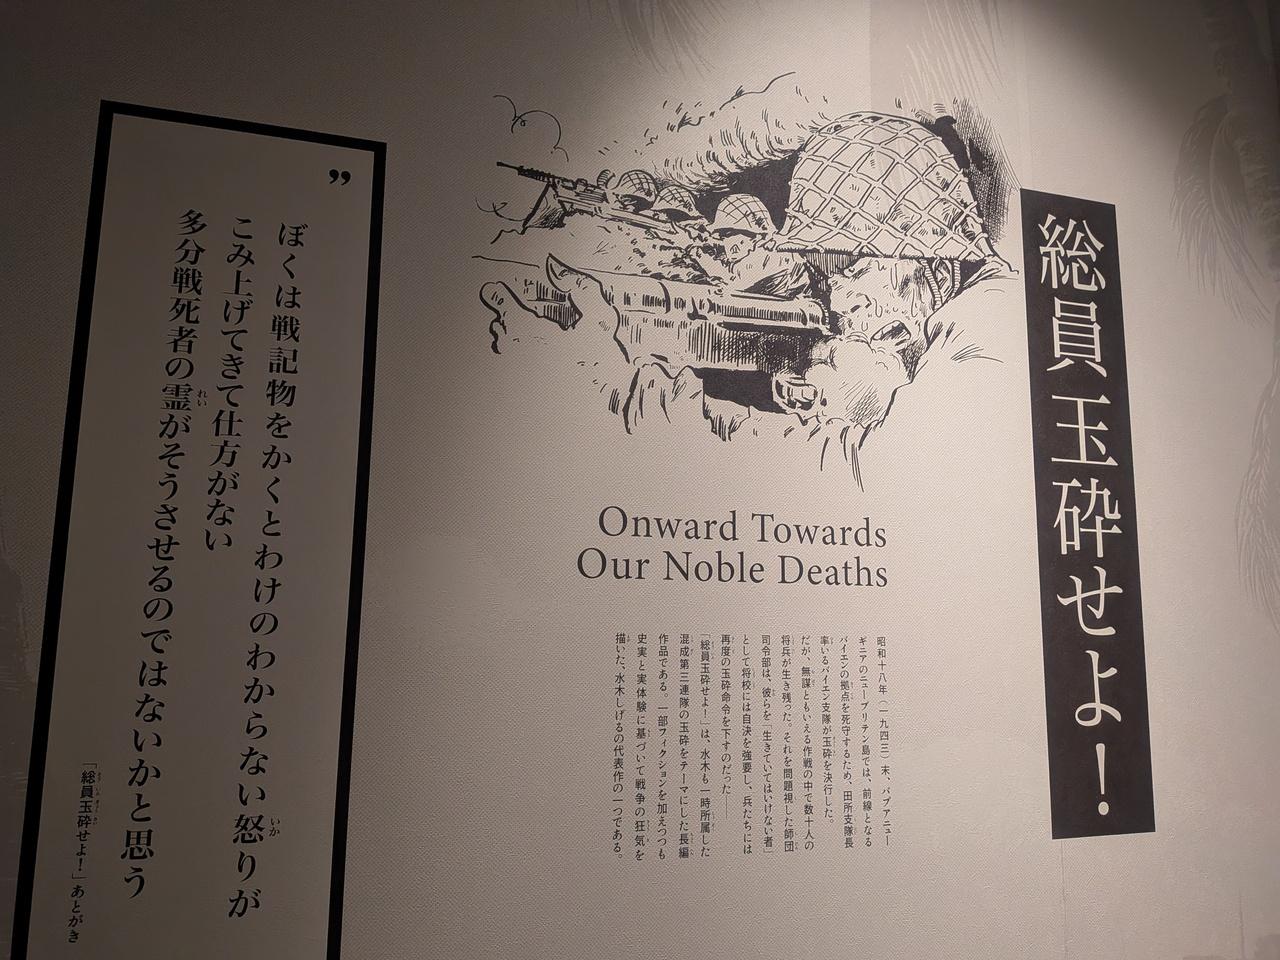 総員玉砕せよ！
Onward Towards
Our Noble Deaths
昭和十八年（一九四三）末、パプアニュー
ギニアのニューブリテン島では、前線となる
バイエンの拠点を死守するため、田所支隊長
率いるバイエン支隊が玉砕を決行した。
だが、無謀ともいえる作戦の中で数十人の
将兵が生き残った。それを問題視した師団
司令部は、彼らを「生きていてはいけない者」
として将校には自決を強要し、兵たちには
再度の玉砕命令を下すのだった――
「総員玉砕せよ！」は、水木も一時所属した
混成第三連隊の玉砕をテーマにした長編
作品である。一部フィクションを加えつつも
史実と実体験に基づいて戦争の狂気を
描いた、水木しげるの代表作の一つである。
”
ぼくは戦記物をかくとわけのわからない怒りが
こみ上げてきて仕方がない
多分戦死者の霊がそうさせるのではないかと思う
「総員玉砕せよ！」あとがき